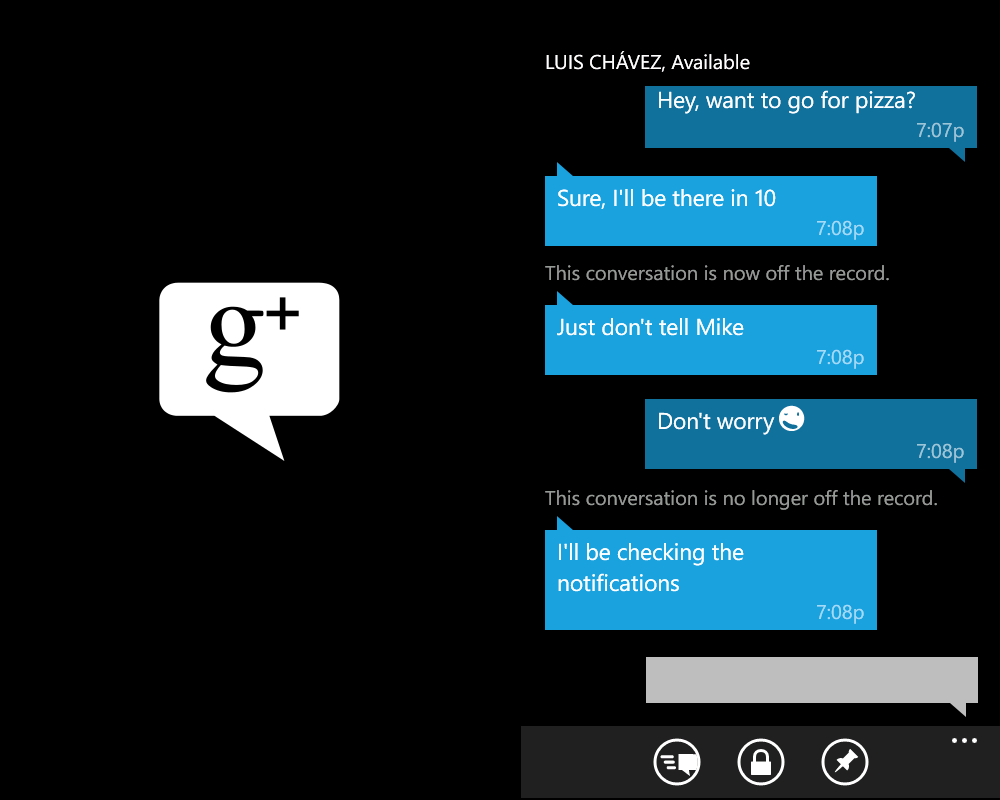 g+
LUIS CHÁVEZ, Available
Hey, want to go for pizza?
7:07p
Sure, I'll be there in 10
7:08p
This conversation is now off the record.
Just don't tell Mike
7:08p
Don't worry
7:08p
This conversation is no longer off the record.
I'll be checking the
notifications
7:08p